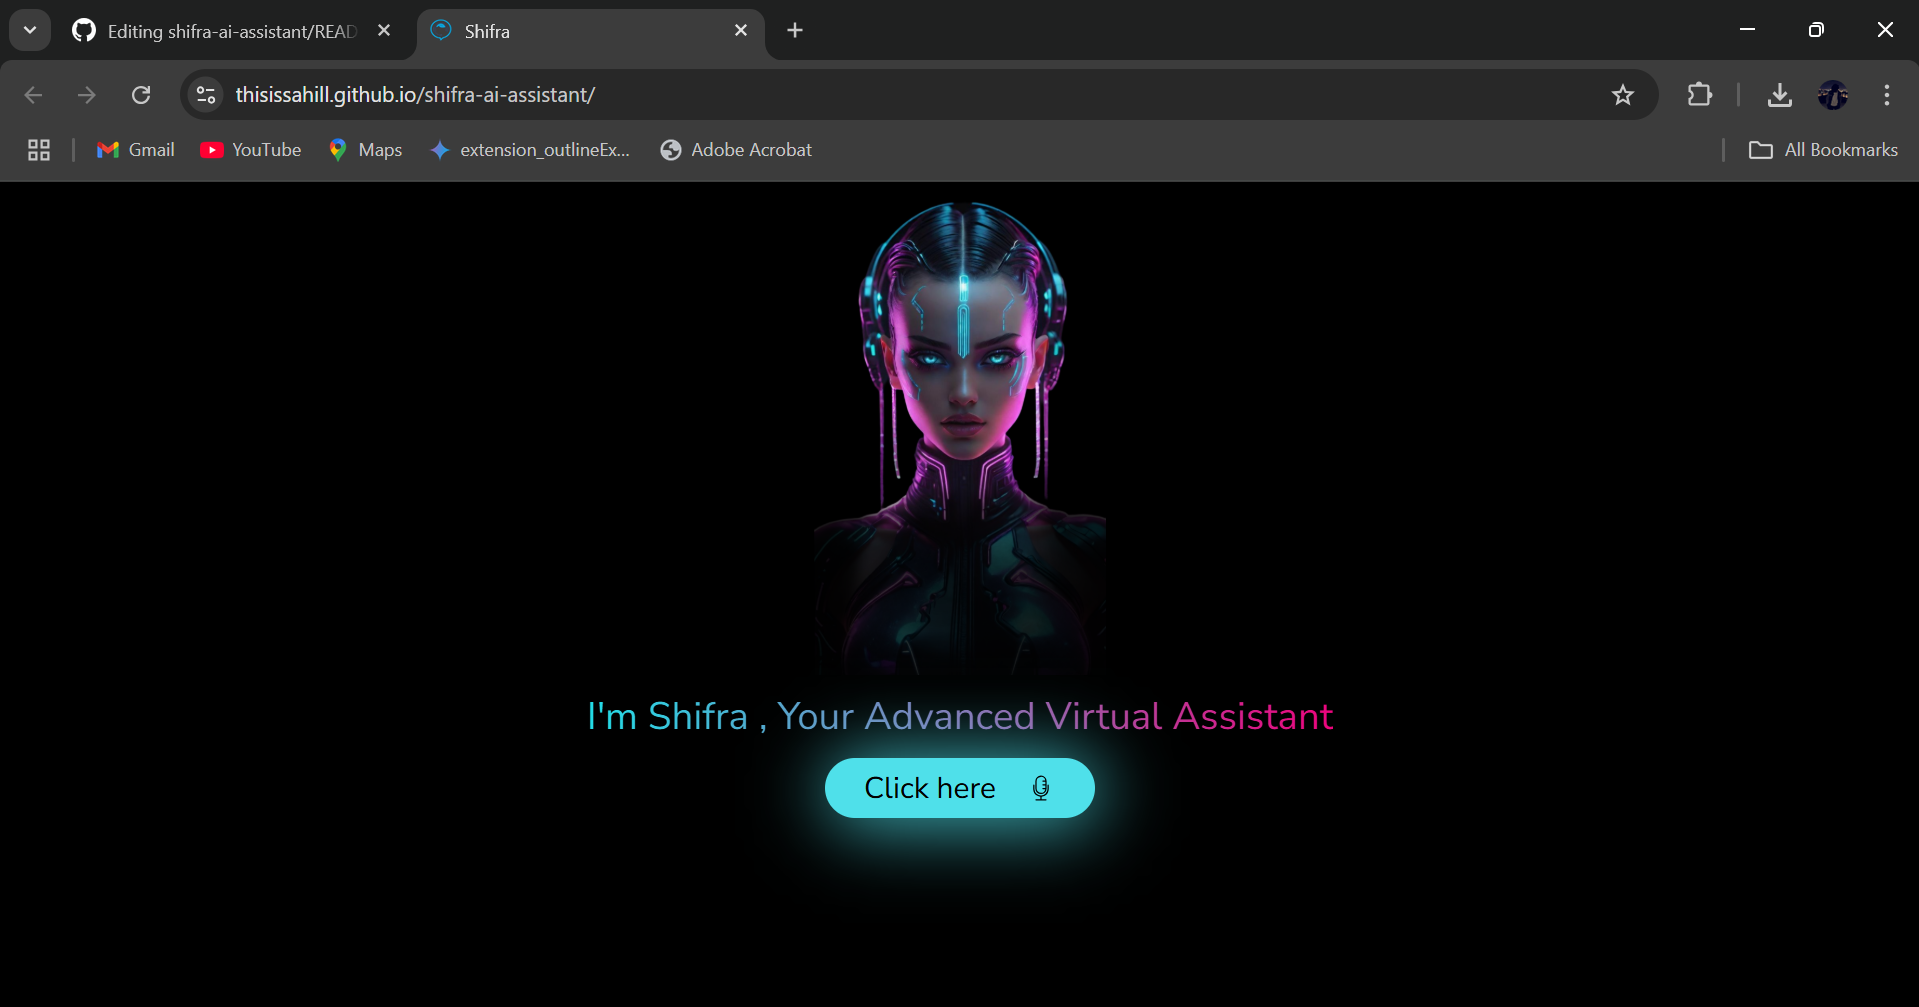 Editing shifra-ai-assistant/READ
Shifra
thisissahill.github.io/shifra-ai-assistant/
Gmail
YouTube
Maps
extension_outlineEx...
Adobe Acrobat
All Bookmarks
I'm Shifra , Your Advanced Virtual Assistant
Click here